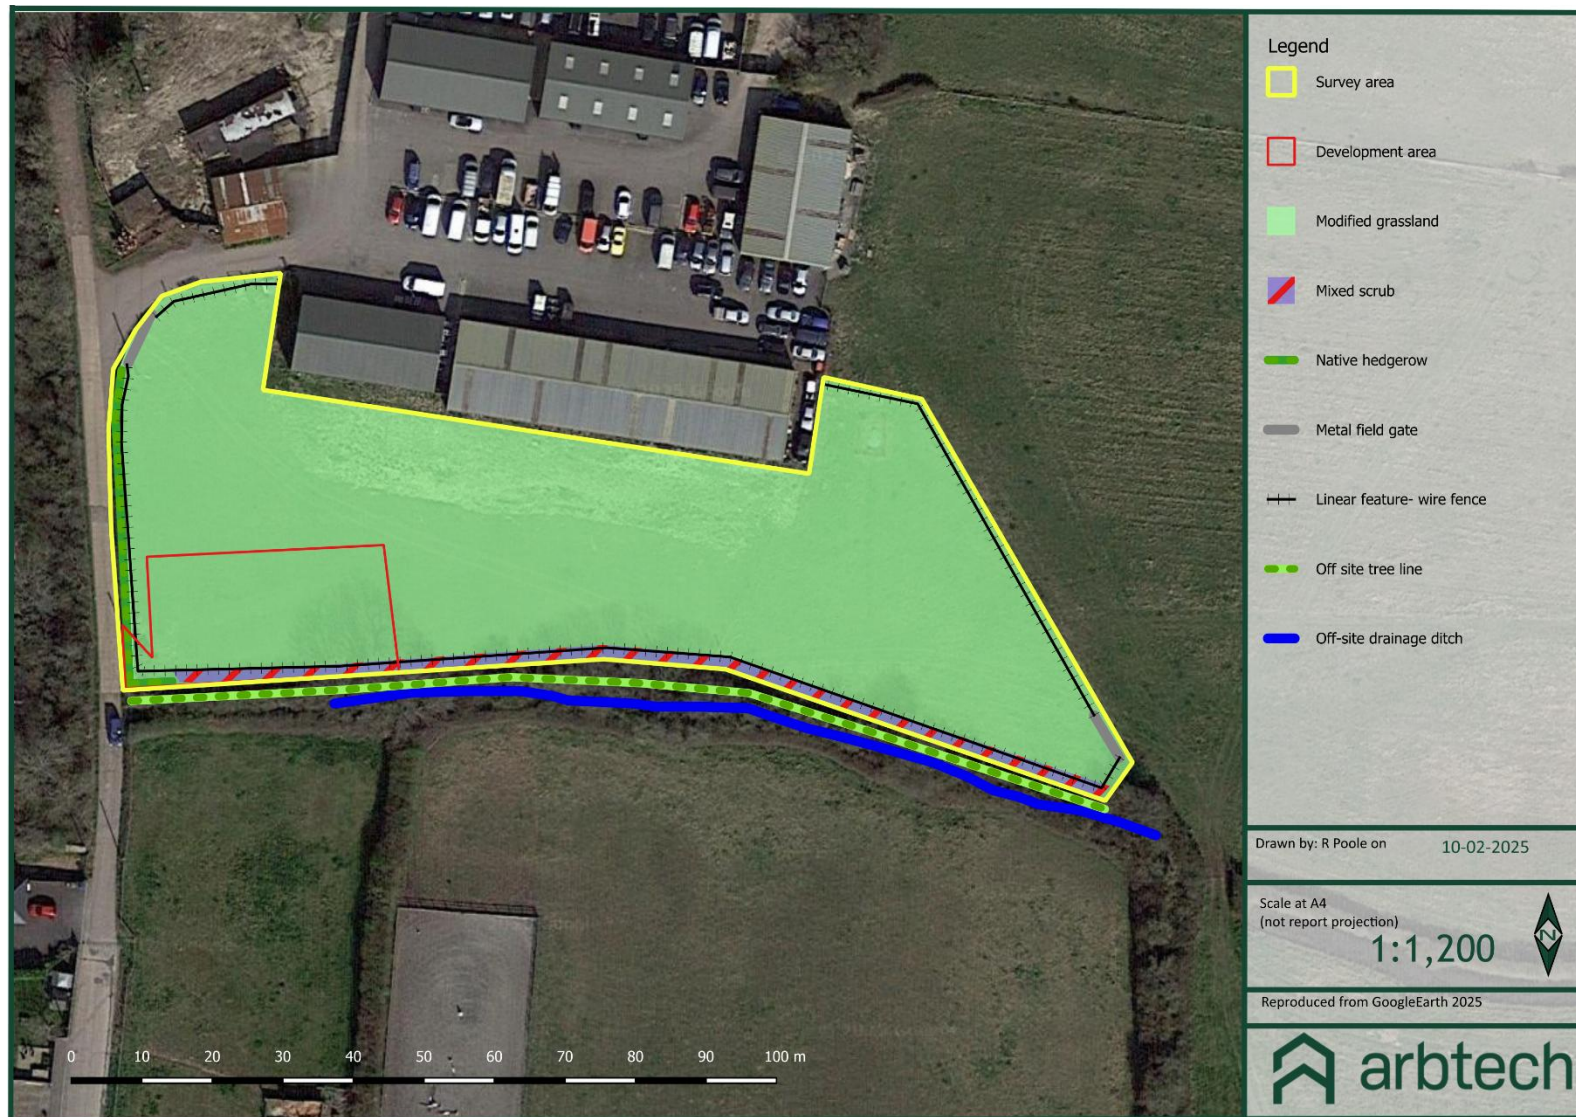 Legend
Survey area
Development area
Modified grassland
Mixed scrub
Native hedgerow
Metal field gate
Linear feature- wire fence
Off site tree line
Off-site drainage ditch
Drawn by: R Poole on 10-02-2025
Scale at A4
(not report projection)
1:1,200
N
Reproduced from GoogleEarth 2025
arbtech
0 10 20 30 40 50 60 70 80 90 100 m